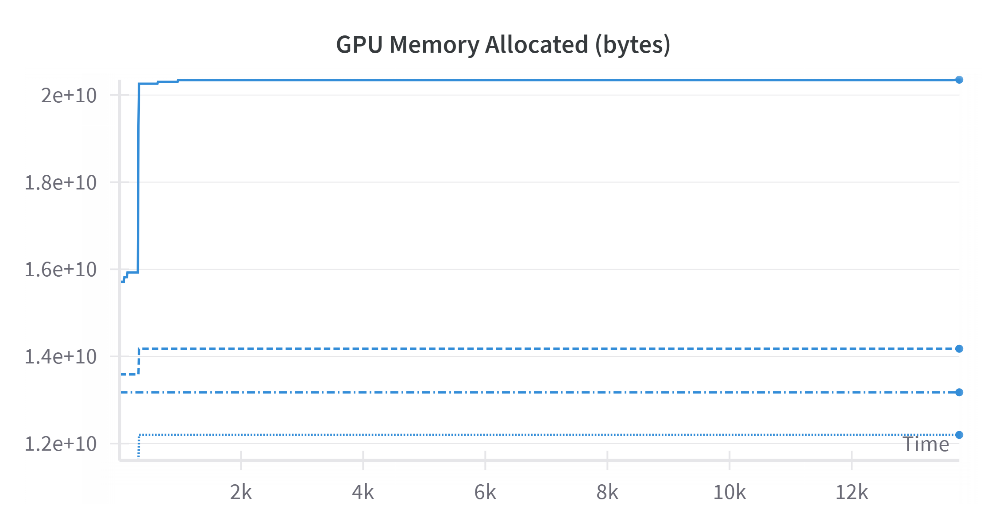 GPU Memory Allocated (bytes)
2e+10
1.8e+10
1.6e+10
1.4e+10
1.2e+10
Time
2k
4k
6k
8k
10k
12k